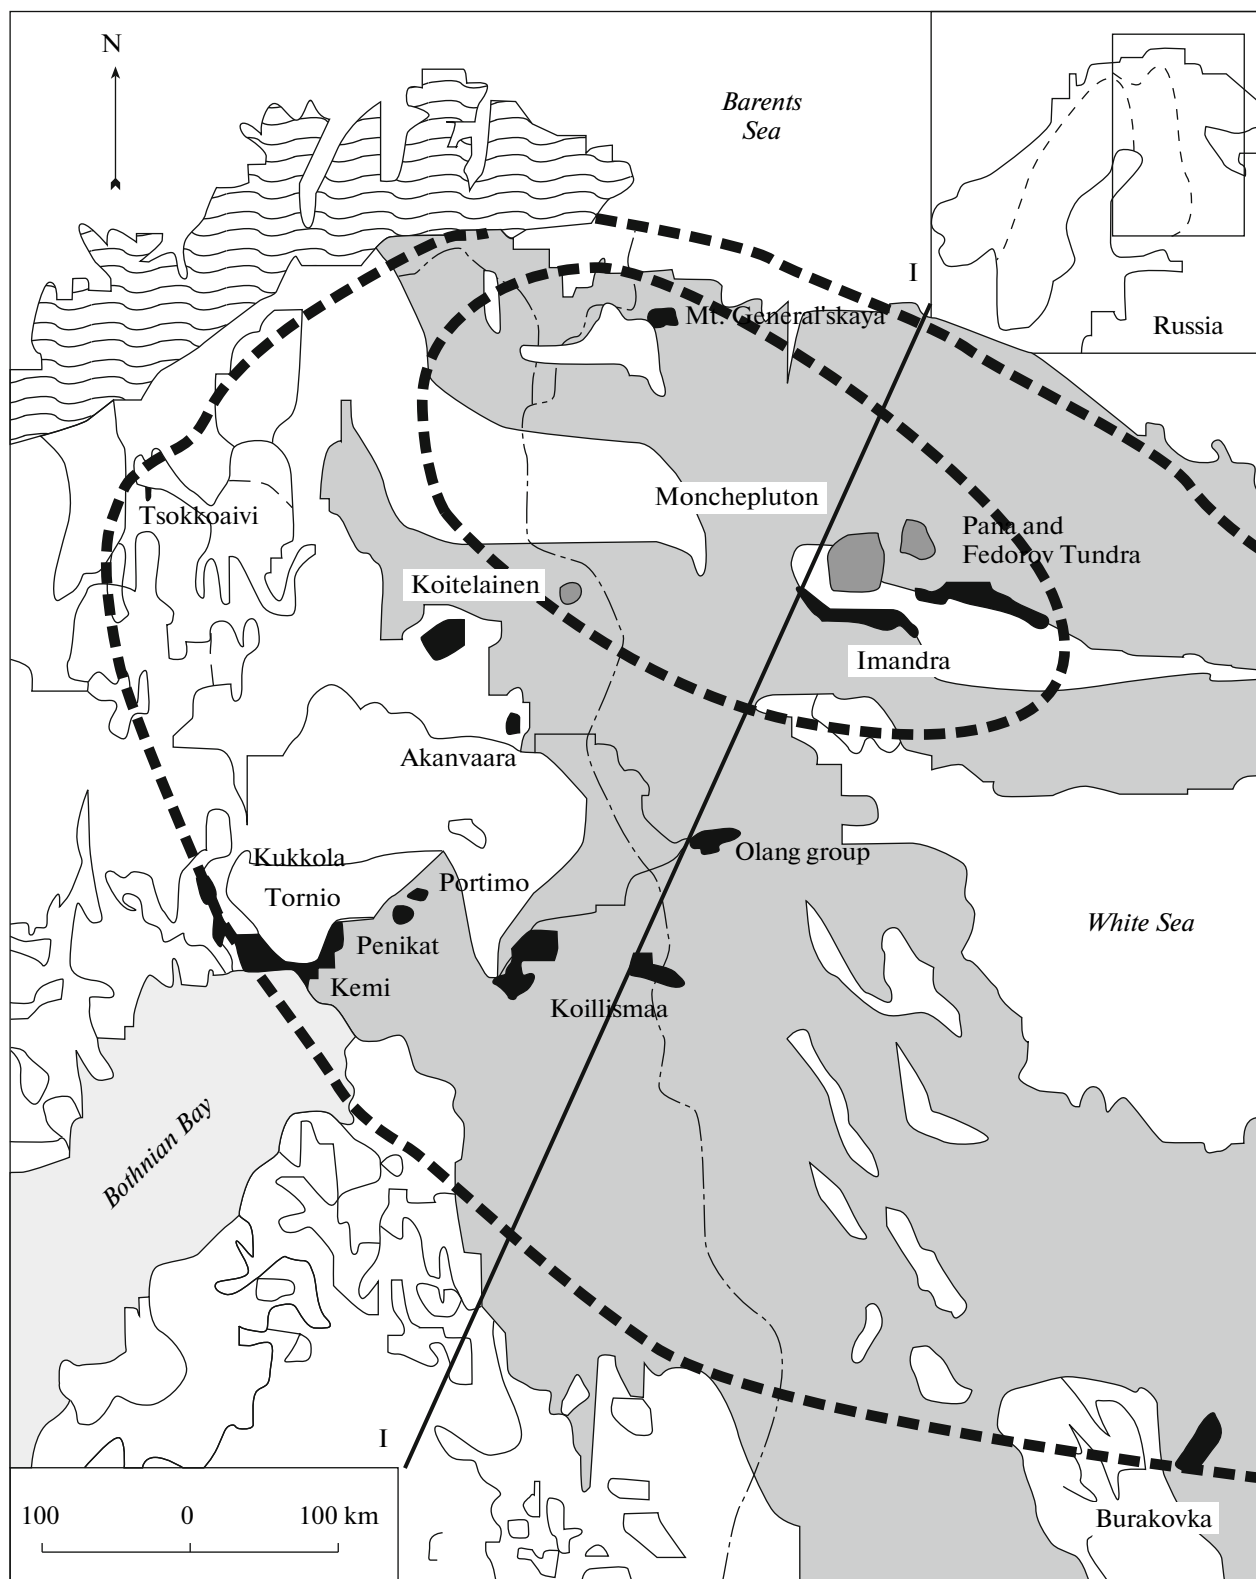 N
Barents
Sea
Russia
I
Mt. General'skaya
Monchepluton
Tsokkoaivi
Pana and
Fedorov Tundra
Koitelainen
Imandra
Akanvaara
Olang group
Kukkola
Tornio
Portimo
Penikat
Kemi
Koillismaa
White Sea
Bothnian Bay
I
100 0 100 km
Burakovka